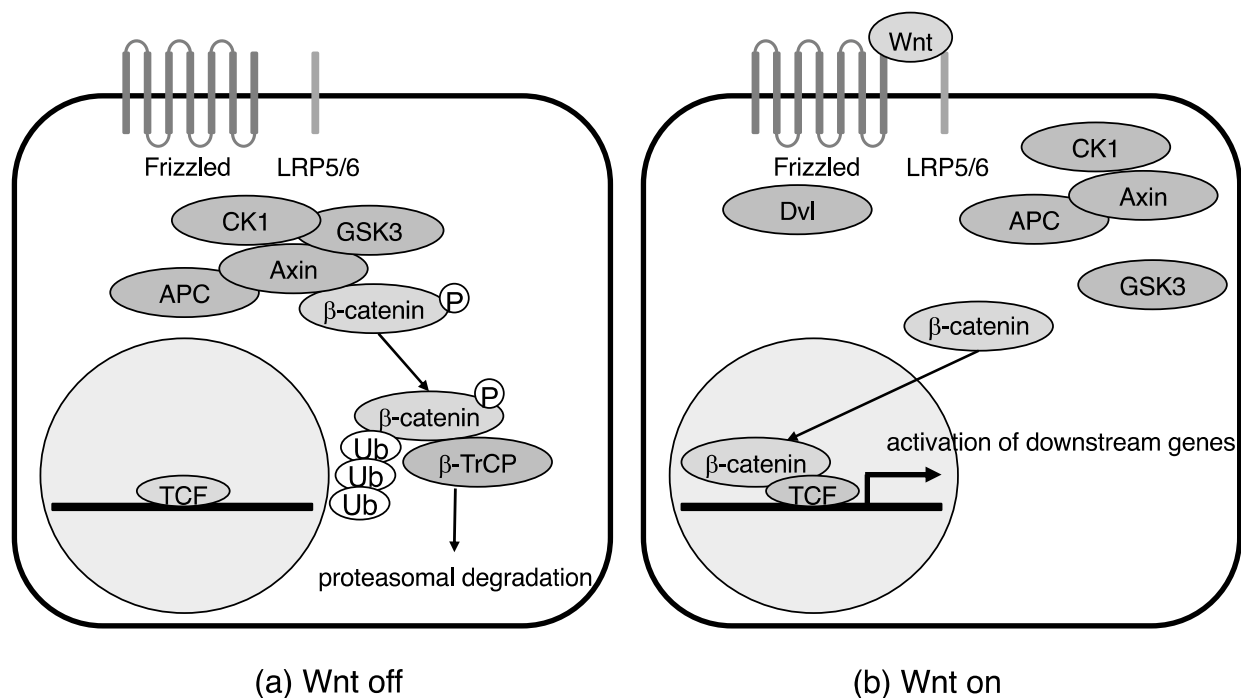 Frizzled
LRP5/6
CK1
GSK3
Axin
APC
β-catenin
P
β-catenin
P
Ub
Ub
Ub
β-TrCP
TCF
proteasomal degradation
(a) Wnt off
Wnt
Frizzled
LRP5/6
CK1
Axin
APC
Dvl
GSK3
β-catenin
activation of downstream genes
β-catenin
TCF
(b) Wnt on